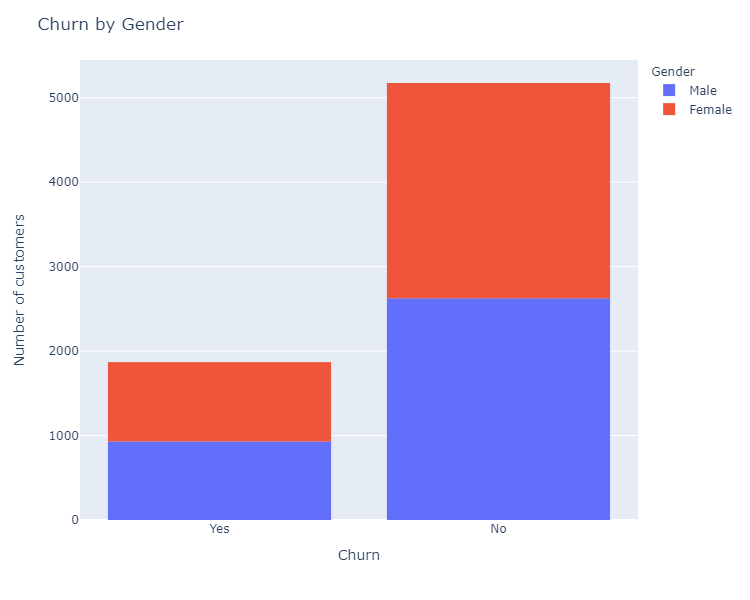 Churn by Gender
Gender
Male
Female
5000
4000
3000
2000
1000
0
Number of customers
Yes
No
Churn